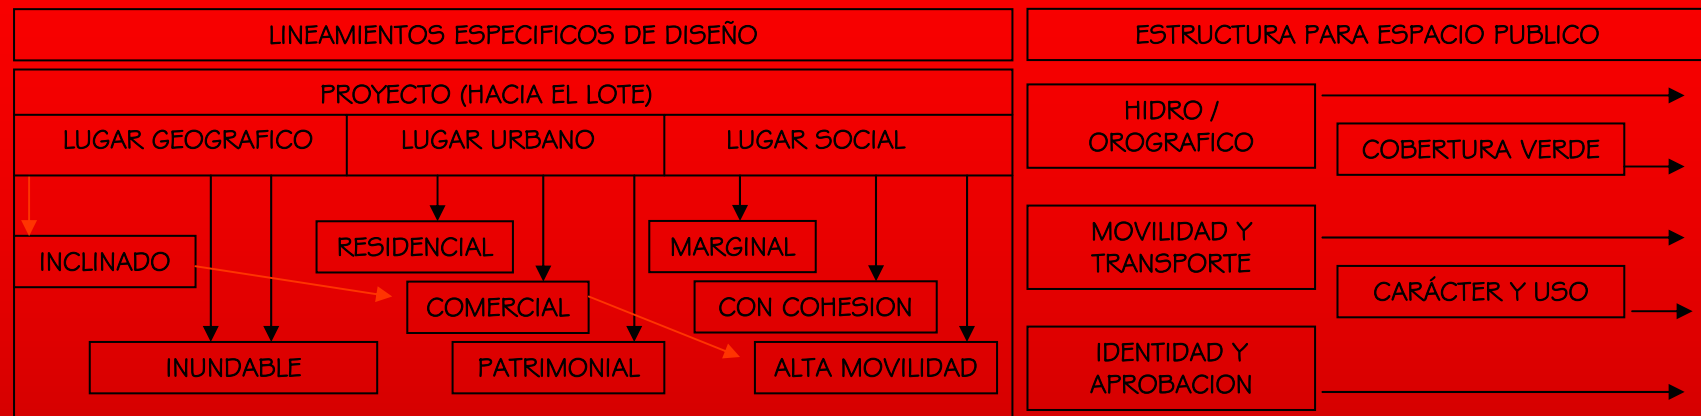 LINEAMIENTOS ESPECIFICOS DE DISEÑO
PROYECTO (HACIA EL LOTE)
LUGAR GEOGRAFICO
LUGAR URBANO
LUGAR SOCIAL
INCLINADO
RESIDENCIAL
MARGINAL
COMERCIAL
CON COHESION
INUNDABLE
PATRIMONIAL
ALTA MOVILIDAD
ESTRUCTURA PARA ESPACIO PUBLICO
HIDRO /
OROGRAFICO
COBERTURA VERDE
MOVILIDAD Y
TRANSPORTE
CARÁCTER Y USO
IDENTIDAD Y
APROBACION